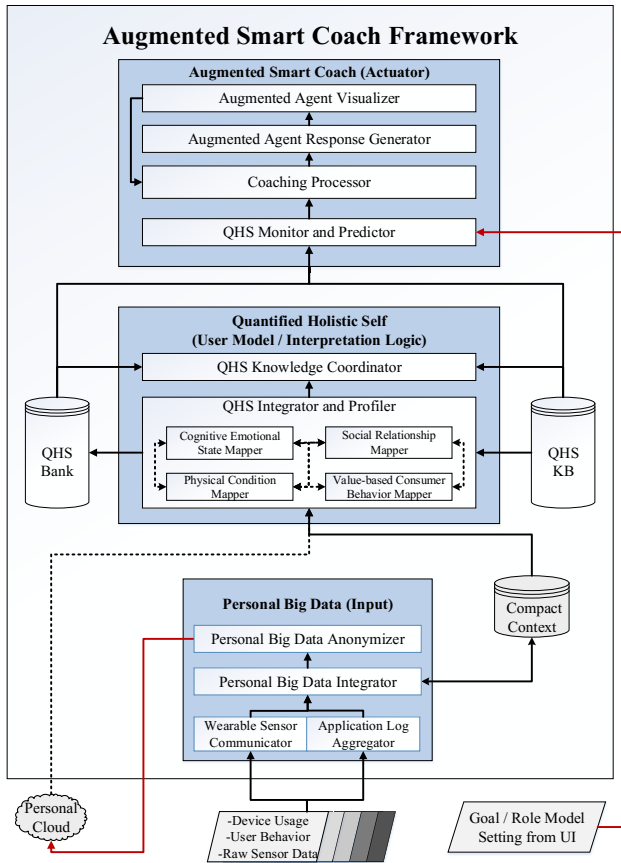 Augmented Smart Coach Framework
Augmented Smart Coach (Actuator)
Augmented Agent Visualizer
Augmented Agent Response Generator
Coaching Processor
QHS Monitor and Predictor
Quantified Holistic Self
(User Model / Interpretation Logic)
QHS Knowledge Coordinator
QHS Integrator and Profiler
Cognitive Emotional
State Mapper
Social Relationship
Mapper
Physical Condition
Mapper
Value-based Consumer
Behavior Mapper
QHS
Bank
QHS
KB
Personal Big Data (Input)
Personal Big Data Anonymizer
Personal Big Data Integrator
Wearable Sensor
Communicator
Application Log
Aggregator
Compact
Context
Personal
Cloud
-Device Usage
-User Behavior
-Raw Sensor Data
Goal / Role Model
Setting from UI